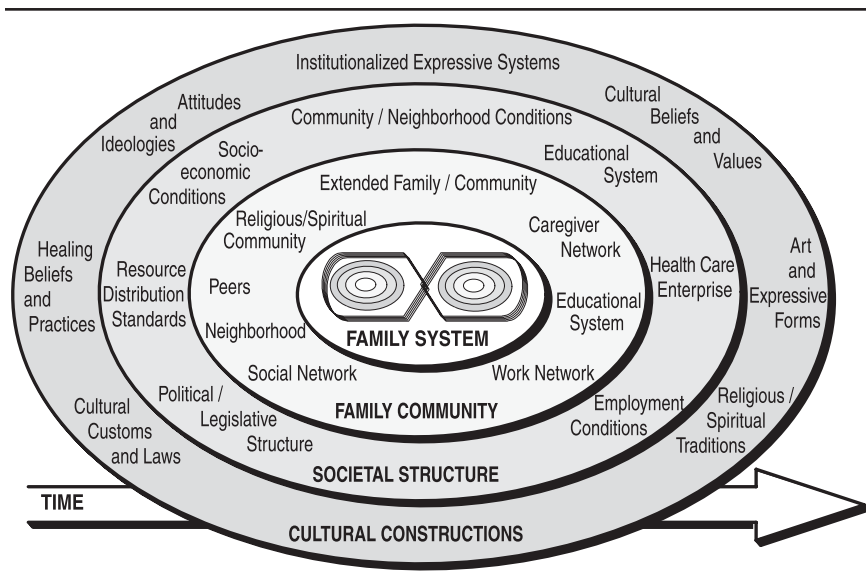 Institutionalized Expressive Systems
Attitudes
and
Ideologies
Cultural
Beliefs
and
Values
Community / Neighborhood Conditions
Socio-
economic
Conditions
Educational
System
Extended Family / Community
Religious/Spiritual
Community
Caregiver
Network
Healing
Beliefs
and
Practices
Resource
Distribution
Standards
Peers
Health Care
Enterprise
Art
and
Expressive
Forms
Educational
System
Neighborhood
FAMILY SYSTEM
Social Network
Work Network
FAMILY COMMUNITY
Political /
Legislative
Structure
Employment
Conditions
Cultural
Customs
and Laws
Religious /
Spiritual
Traditions
SOCIETAL STRUCTURE
TIME
CULTURAL CONSTRUCTIONS